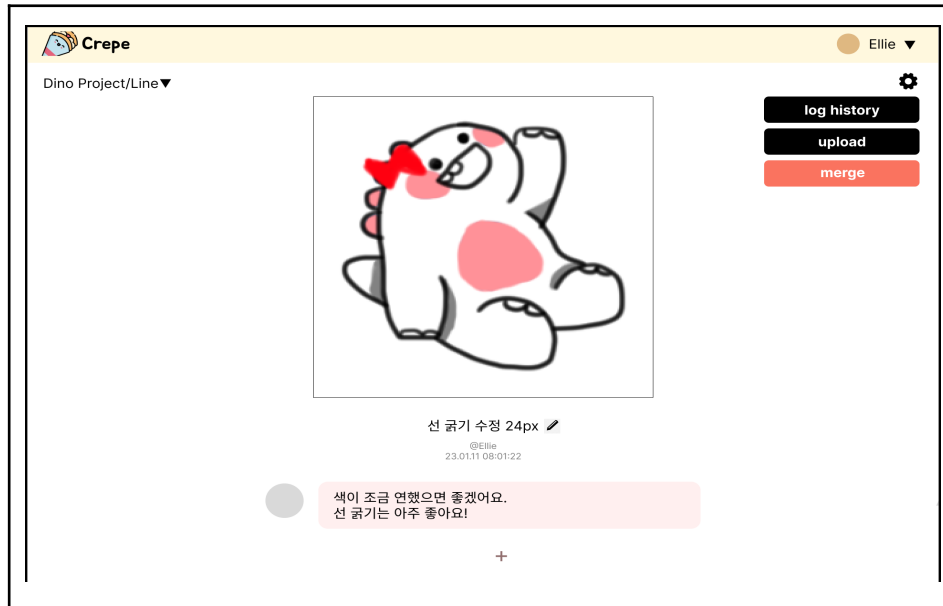 Crepe
Ellie ▼
Dino Project/Line▼
log history
upload
merge
선 굵기 수정 24px
@Ellie
23.01.11 08:01:22
색이 조금 연했으면 좋겠어요.
선 굵기는 아주 좋아요!
+